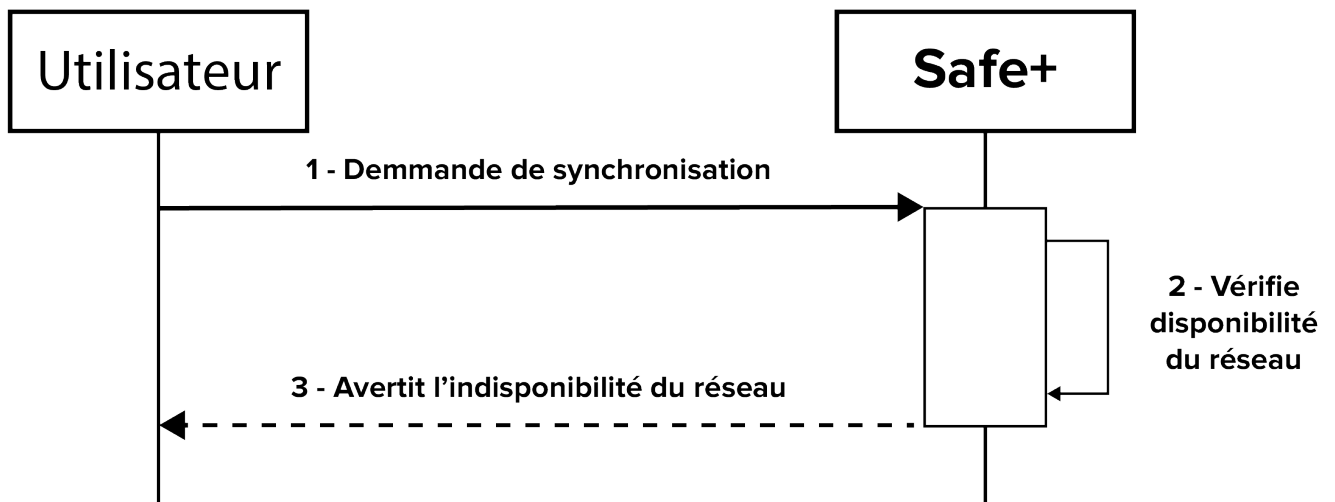 Utilisateur
Safe+
1 - Demmande de synchronisation
2 - Vérifie
disponibilité
du réseau
3 - Avertit l’indisponibilité du réseau